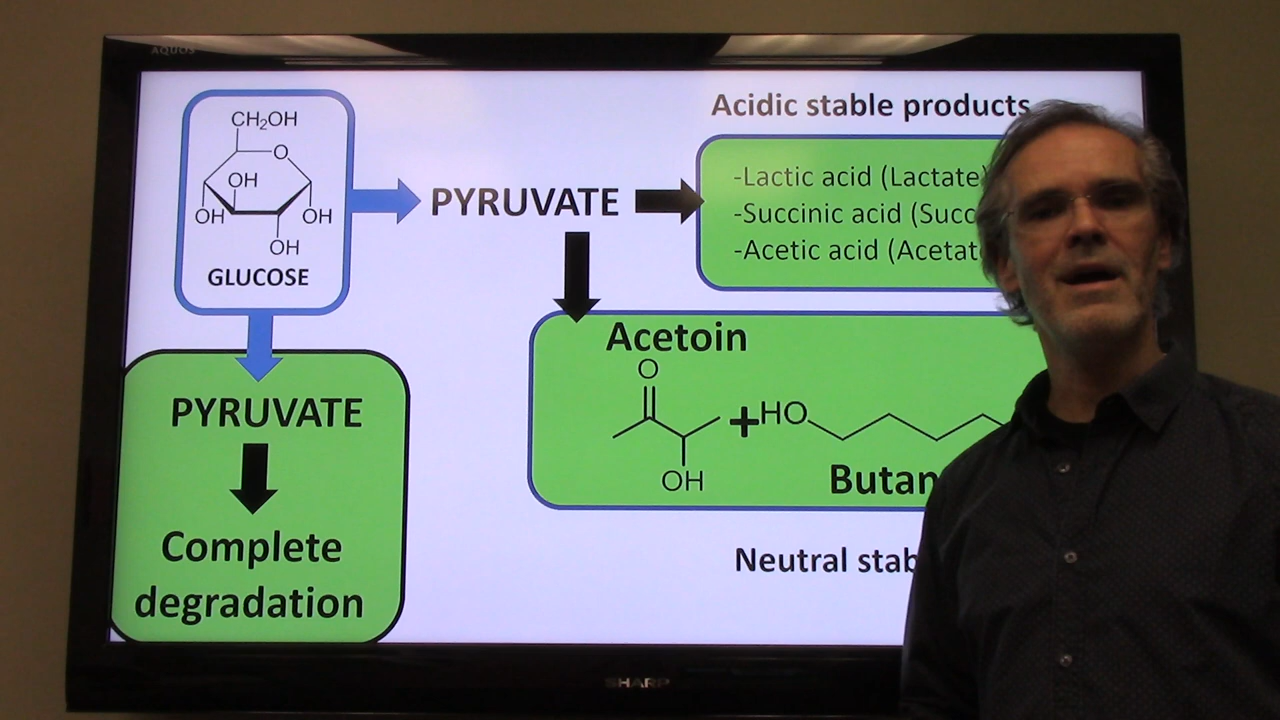 AQUOS
CH₂OH
O
OH
OH
OH
OH
GLUCOSE
PYRUVATE
Acidic stable products
-Lactic acid (Lactate)
-Succinic acid (Succ
-Acetic acid (Acetat
PYRUVATE
Complete
degradation
Acetoin
O
+HO
OH
Butan
Neutral stab
SHARP